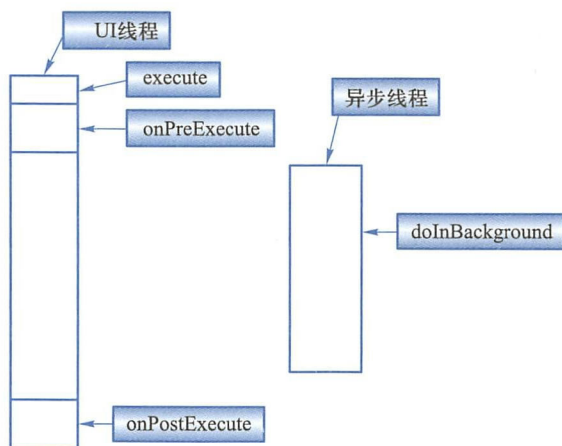 UI线程
execute
异步线程
onPreExecute
doInBackground
onPostExecute